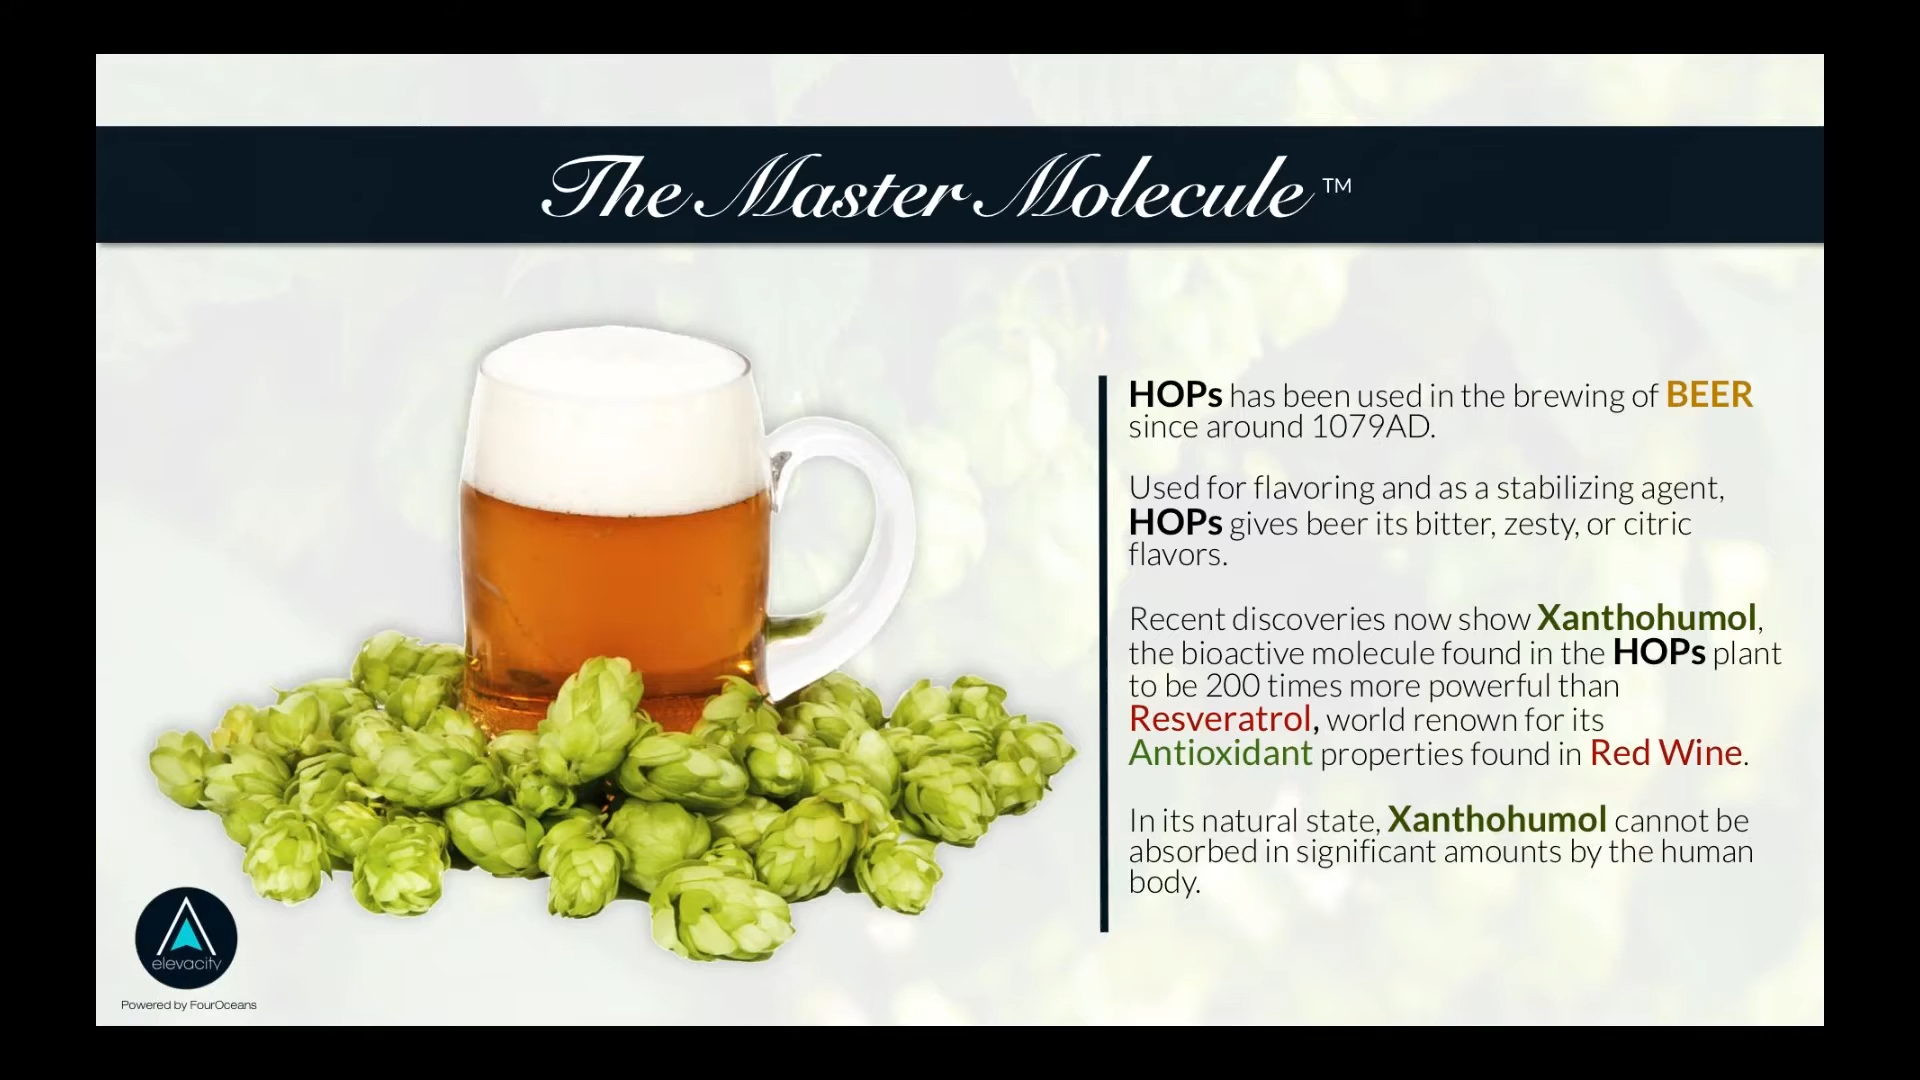 The Master Molecule™
HOPs has been used in the brewing of BEER
since around 1079AD.
Used for flavoring and as a stabilizing agent,
HOPs gives beer its bitter, zesty, or citric
flavors.
Recent discoveries now show Xanthohumol,
the bioactive molecule found in the HOPs plant
to be 200 times more powerful than
Resveratrol, world renown for its
Antioxidant properties found in Red Wine.
In its natural state, Xanthohumol cannot be
absorbed in significant amounts by the human
body.
elevacity
Powered by FourOceans